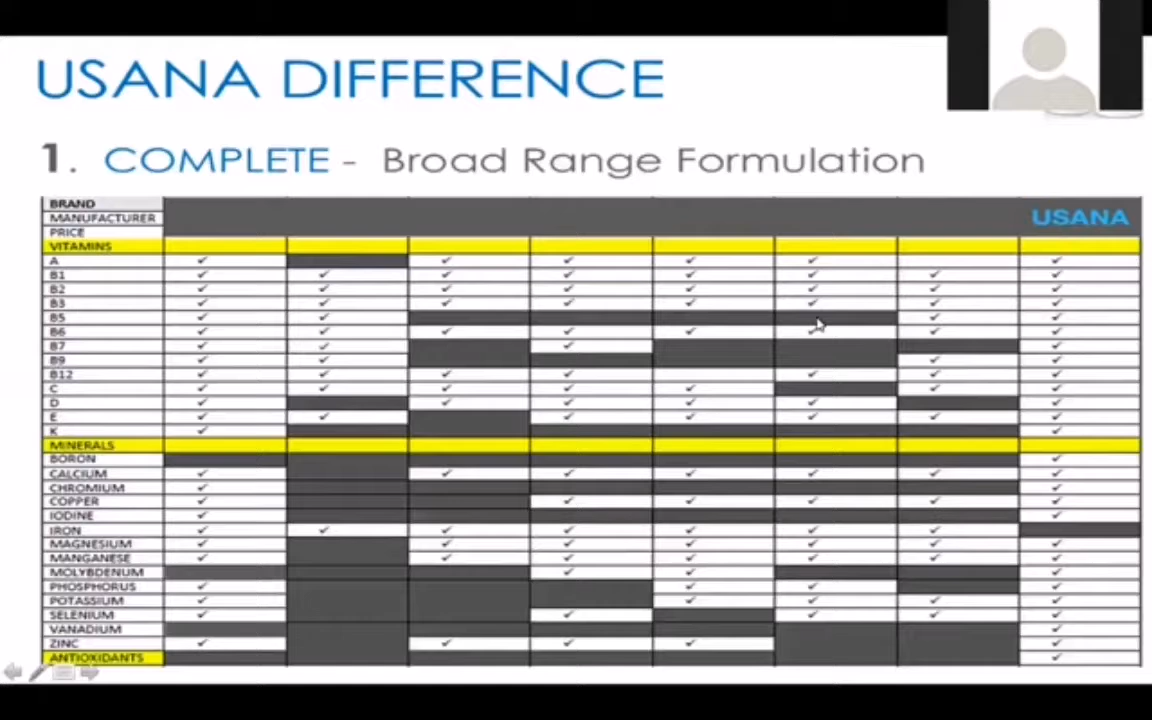 USANA DIFFERENCE
1. COMPLETE - Broad Range Formulation
BRAND
MANUFACTURER
USANA
PRICE
VITAMINS
A
B1
B2
B3
B5
B6
B7
B9
B12
C
D
E
K
MINERALS
BORON
CALCIUM
CHROMIUM
COPPER
IODINE
IRON
MAGNESIUM
MANGANESE
MOLYBDENUM
PHOSPHORUS
POTASSIUM
SELENIUM
VANADIUM
ZINC
ANTIOXIDANTS